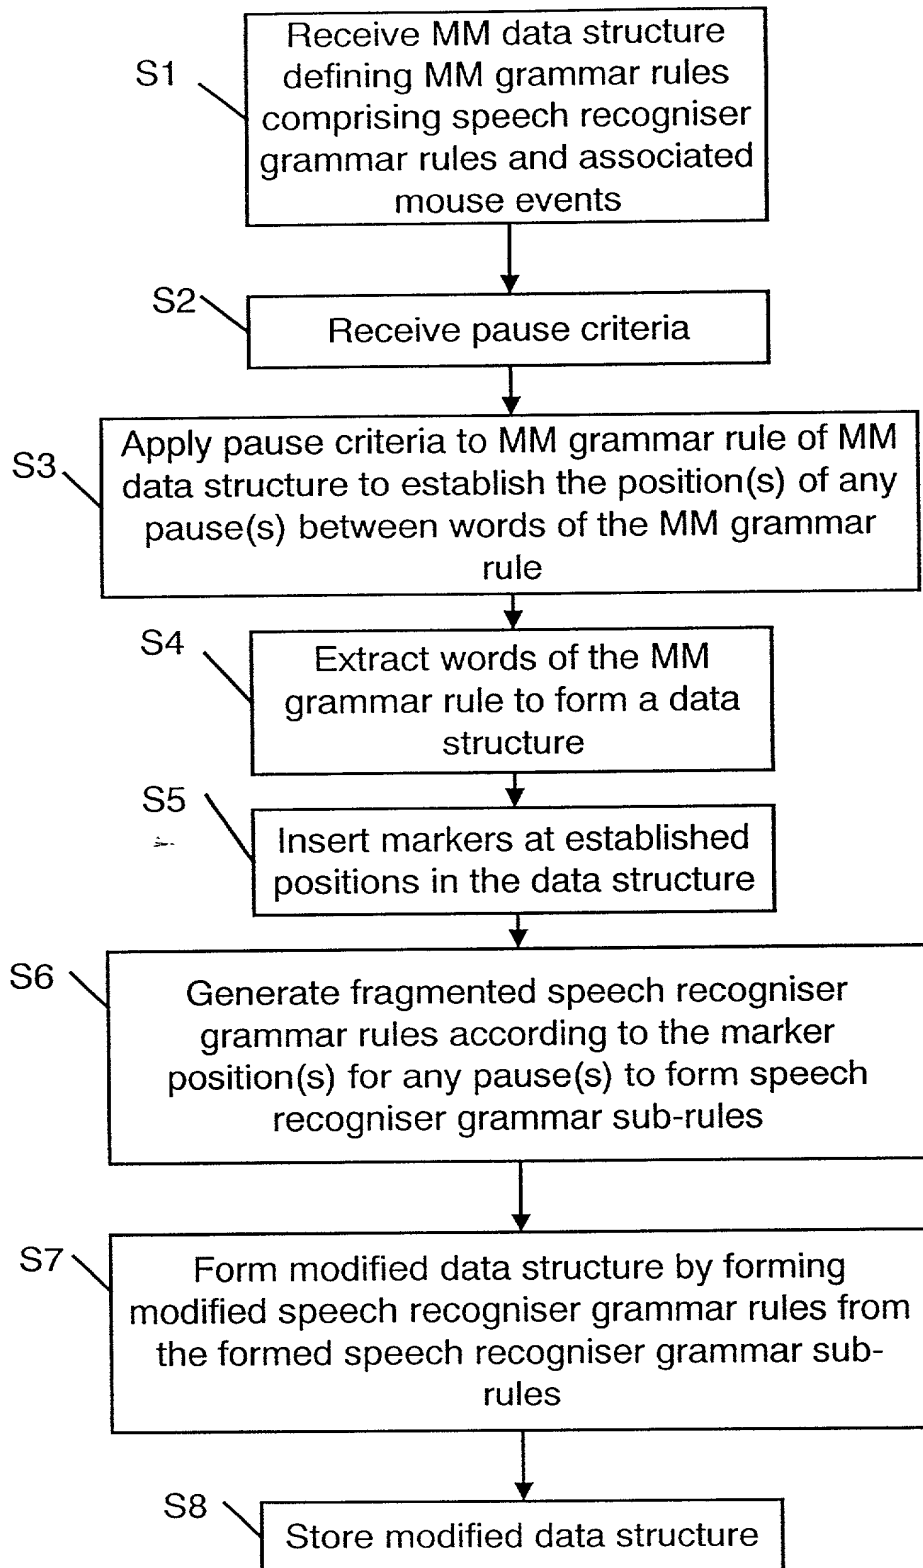 S1
Receive MM data structure
defining MM grammar rules
comprising speech recogniser
grammar rules and associated
mouse events
S2
Receive pause criteria
S3
Apply pause criteria to MM grammar rule of MM
data structure to establish the position(s) of any
pause(s) between words of the MM grammar
rule
S4
Extract words of the MM
grammar rule to form a data
structure
S5
Insert markers at established
positions in the data structure
S6
Generate fragmented speech recogniser
grammar rules according to the marker
position(s) for any pause(s) to form speech
recogniser grammar sub-rules
S7
Form modified data structure by forming
modified speech recogniser grammar rules from
the formed speech recogniser grammar sub-
rules
S8
Store modified data structure